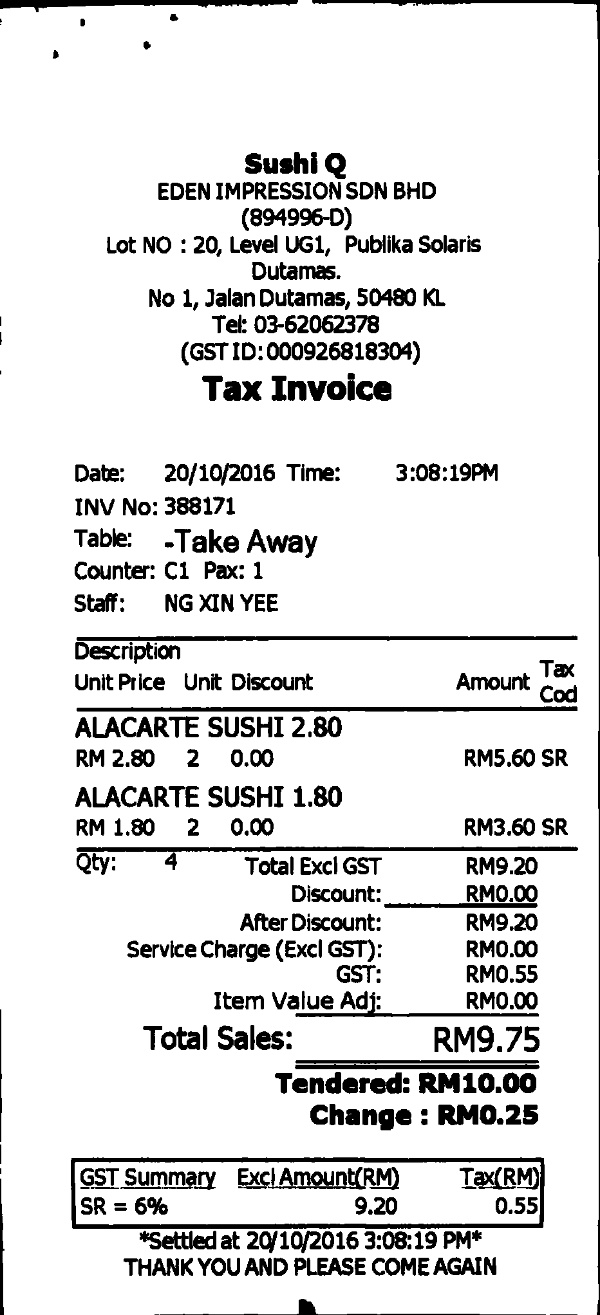 Sushi Q
EDEN IMPRESSION SDN BHD
(894996-D)
Lot NO : 20, Level UG1, Publika Solaris
Dutamas.
No 1, Jalan Dutamas, 50480 KL
Tel: 03-62062378
(GST ID:000926818304)
Tax Invoice
Date: 20/10/2016 Time: 3:08:19PM
INV No: 388171
Table: -Take Away
Counter: C1 Pax: 1
Staff: NG XIN YEE
Description
Unit Price Unit Discount Amount Tax Cod
ALACARTE SUSHI 2.80
RM 2.80 2 0.00 RM5.60 SR
ALACARTE SUSHI 1.80
RM 1.80 2 0.00 RM3.60 SR
Qty: 4 Total Excl GST RM9.20
Discount: RM0.00
After Discount: RM9.20
Service Charge (Excl GST): RM0.00
GST: RM0.55
Item Value Adj: RM0.00
Total Sales: RM9.75
Tendered: RM10.00
Change : RM0.25
GST Summary Excl Amount(RM) Tax(RM)
SR = 6% 9.20 0.55
*Settled at 20/10/2016 3:08:19 PM*
THANK YOU AND PLEASE COME AGAIN